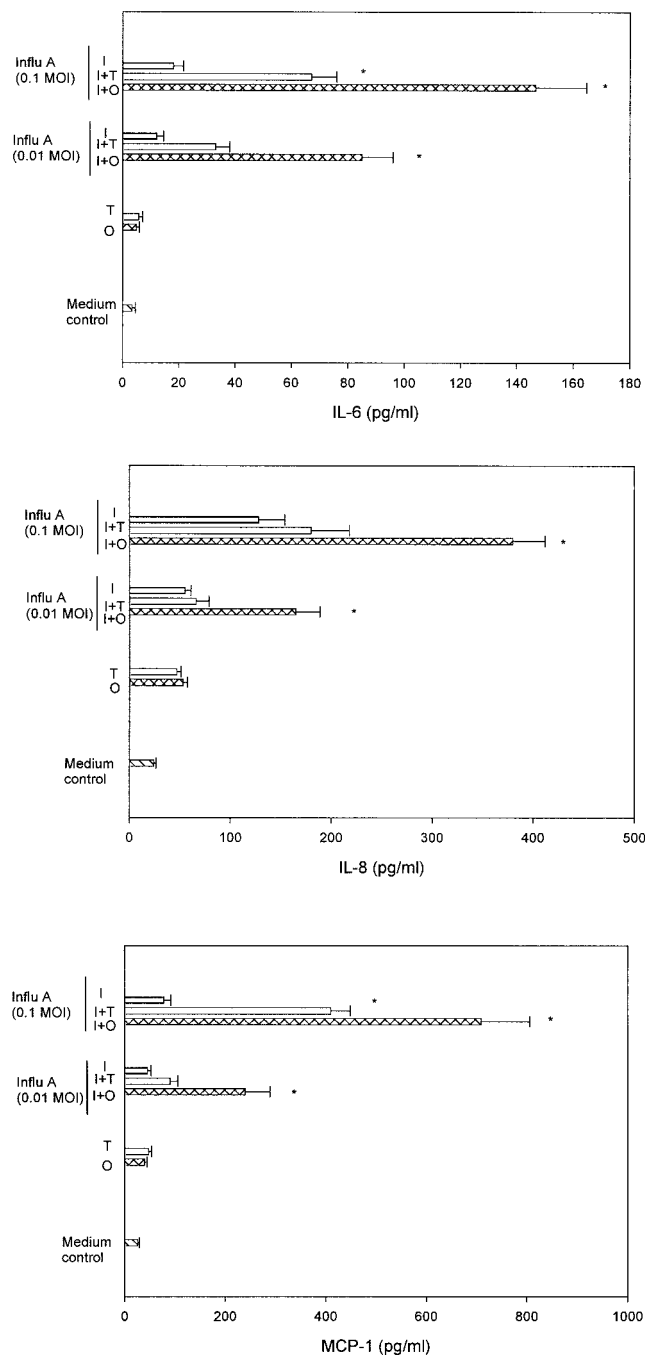 Influ A
(0.1 MOI)
I
I+T
I+O
*
*
Influ A
(0.01 MOI)
I
I+T
I+O
*
T
O
Medium
control
0 20 40 60 80 100 120 140 160 180
IL-6 (pg/ml)
Influ A
(0.1 MOI)
I
I+T
I+O
*
Influ A
(0.01 MOI)
I
I+T
I+O
*
T
O
Medium
control
0 100 200 300 400 500
IL-8 (pg/ml)
Influ A
(0.1 MOI)
I
I+T
I+O
*
*
Influ A
(0.01 MOI)
I
I+T
I+O
*
T
O
Medium
control
0 200 400 600 800 1000
MCP-1 (pg/ml)